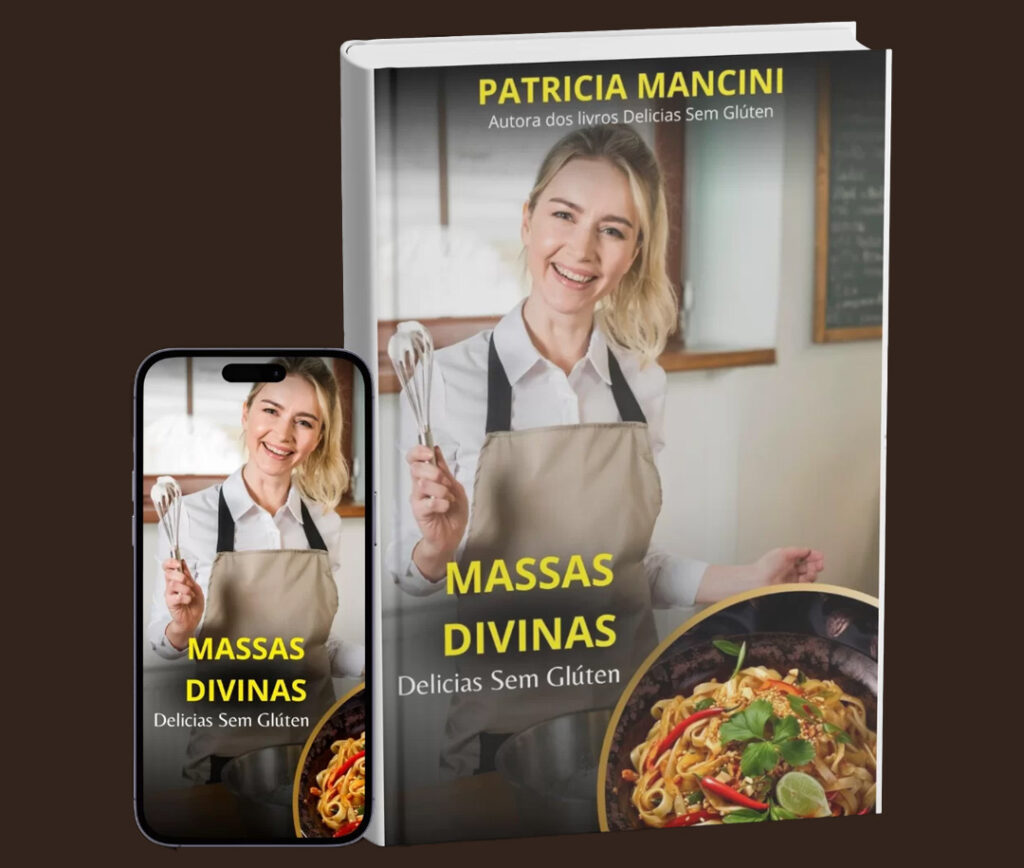 PATRICIA MANCINI
Autora dos livros Delicias Sem Glúten
MASSAS
DIVINAS
Delicias Sem Glúten
MASSAS
DIVINAS
Delicias Sem Glúten